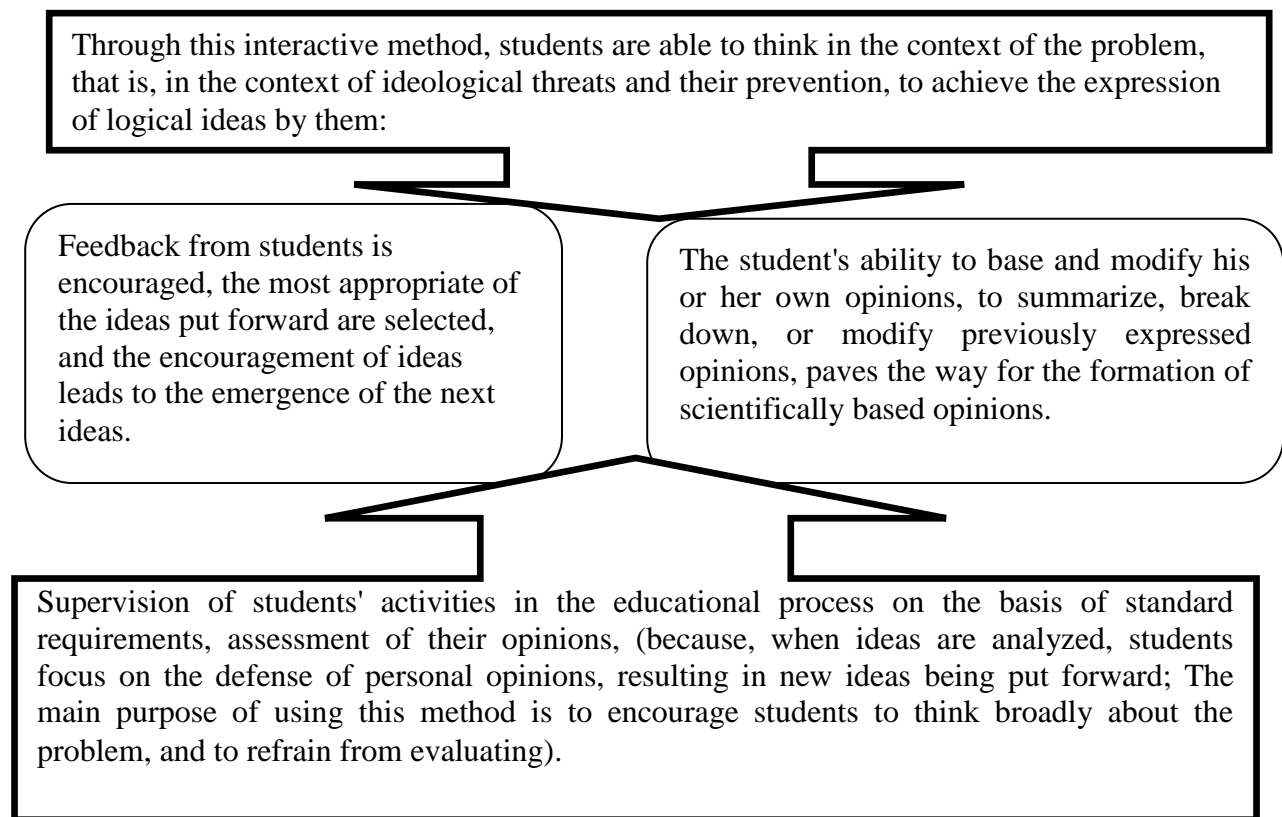 Through this interactive method, students are able to think in the context of the problem,
that is, in the context of ideological threats and their prevention, to achieve the expression
of logical ideas by them:
Feedback from students is
encouraged, the most appropriate of
the ideas put forward are selected,
and the encouragement of ideas
leads to the emergence of the next
ideas.
The student's ability to base and modify his
or her own opinions, to summarize, break
down, or modify previously expressed
opinions, paves the way for the formation of
scientifically based opinions.
Supervision of students' activities in the educational process on the basis of standard
requirements, assessment of their opinions, (because, when ideas are analyzed, students
focus on the defense of personal opinions, resulting in new ideas being put forward; The
main purpose of using this method is to encourage students to think broadly about the
problem, and to refrain from evaluating).